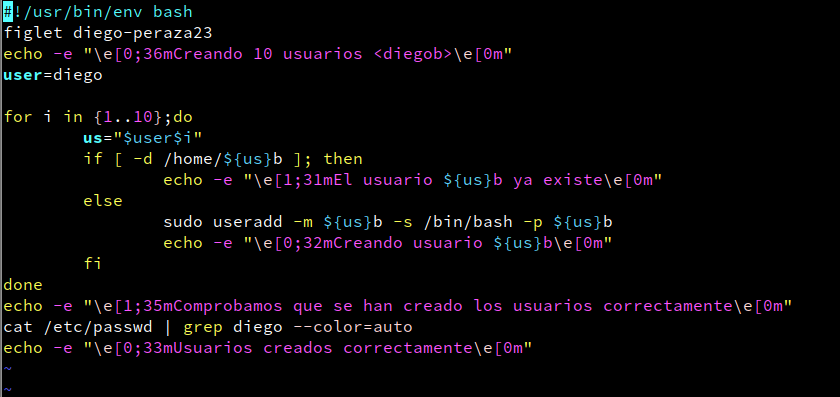 #!/usr/bin/env bash
figlet diego-peraza23
echo -e "\e[0;36mCreando 10 usuarios <diegob>\e[0m"
user=diego

for i in {1..10};do
        us="$user$i"
        if [ -d /home/${us}b ]; then
                echo -e "\e[1;31mEl usuario ${us}b ya existe\e[0m"
        else
                sudo useradd -m ${us}b -s /bin/bash -p ${us}b
                echo -e "\e[0;32mCreando usuario ${us}b\e[0m"
        fi
done
echo -e "\e[1;35mComprobamos que se han creado los usuarios correctamente\e[0m"
cat /etc/passwd | grep diego --color=auto
echo -e "\e[0;33mUsuarios creados correctamente\e[0m"
~
~